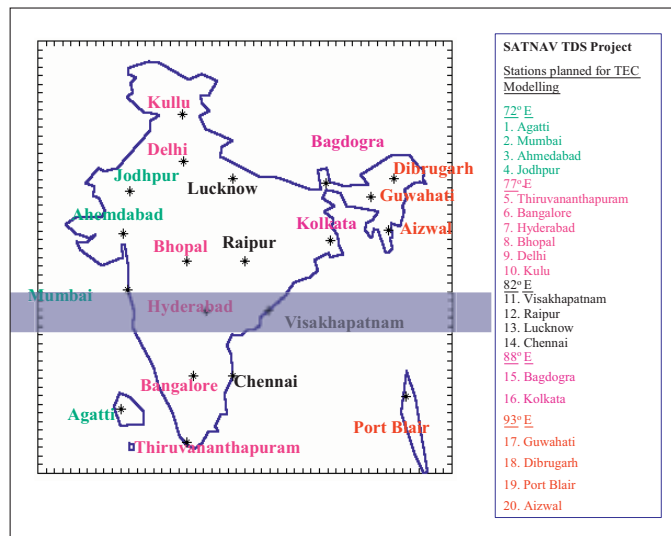 Kullu
Delhi
Bagdogra
Jodhpur
Lucknow
Dibrugarh
Guwahati
Ahemdabad
Kolkata
Aizwal
Bhopal
Raipur
Mumbai
Hyderabad
Visakhapatnam
Bangalore
Chennai
Agatti
Port Blair
Thiruvananthapuram
SATNAV TDS Project
Stations planned for TEC
Modelling
72° E
1. Agatti
2. Mumbai
3. Ahmedabad
4. Jodhpur
77° E
5. Thiruvananthapuram
6. Bangalore
7. Hyderabad
8. Bhopal
9. Delhi
10. Kulu
82° E
11. Visakhapatnam
12. Raipur
13. Lucknow
14. Chennai
88° E
15. Bagdogra
16. Kolkata
93° E
17. Guwahati
18. Dibrugarh
19. Port Blair
20. Aizwal